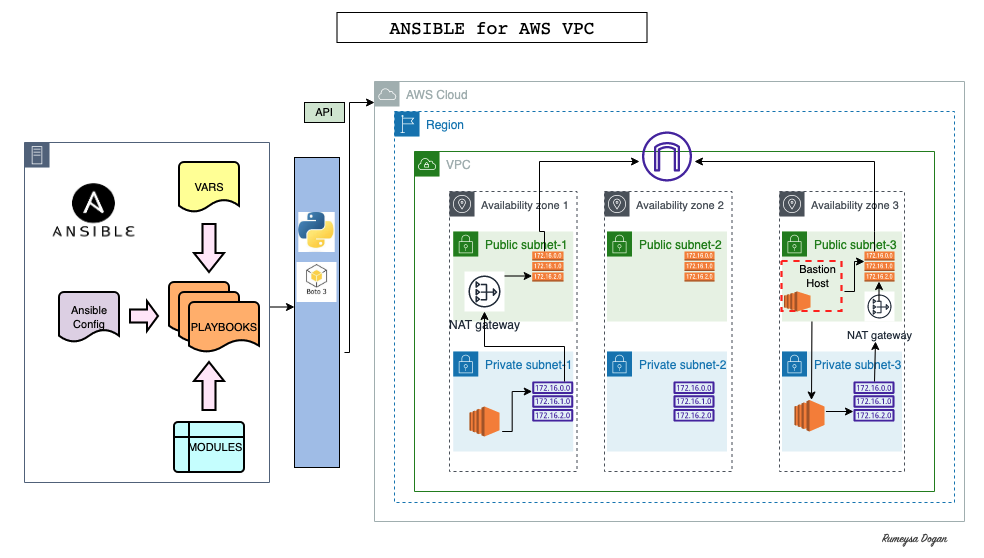 ANSIBLE for AWS VPC
API
AWS Cloud
Region
VPC
ANSIBLE
VARS
Ansible
Config
PLAYBOOKS
MODULES
Boto 3
Availability zone 1
Public subnet-1
172.16.0.0
172.16.1.0
172.16.2.0
NAT gateway
Private subnet-1
172.16.0.0
172.16.1.0
172.16.2.0
Availability zone 2
Public subnet-2
172.16.0.0
172.16.1.0
172.16.2.0
Private subnet-2
172.16.0.0
172.16.1.0
172.16.2.0
Availability zone 3
Public subnet-3
172.16.0.0
172.16.1.0
172.16.2.0
Bastion
Host
NAT gateway
Private subnet-3
172.16.0.0
172.16.1.0
172.16.2.0
Rumeysa Dogan